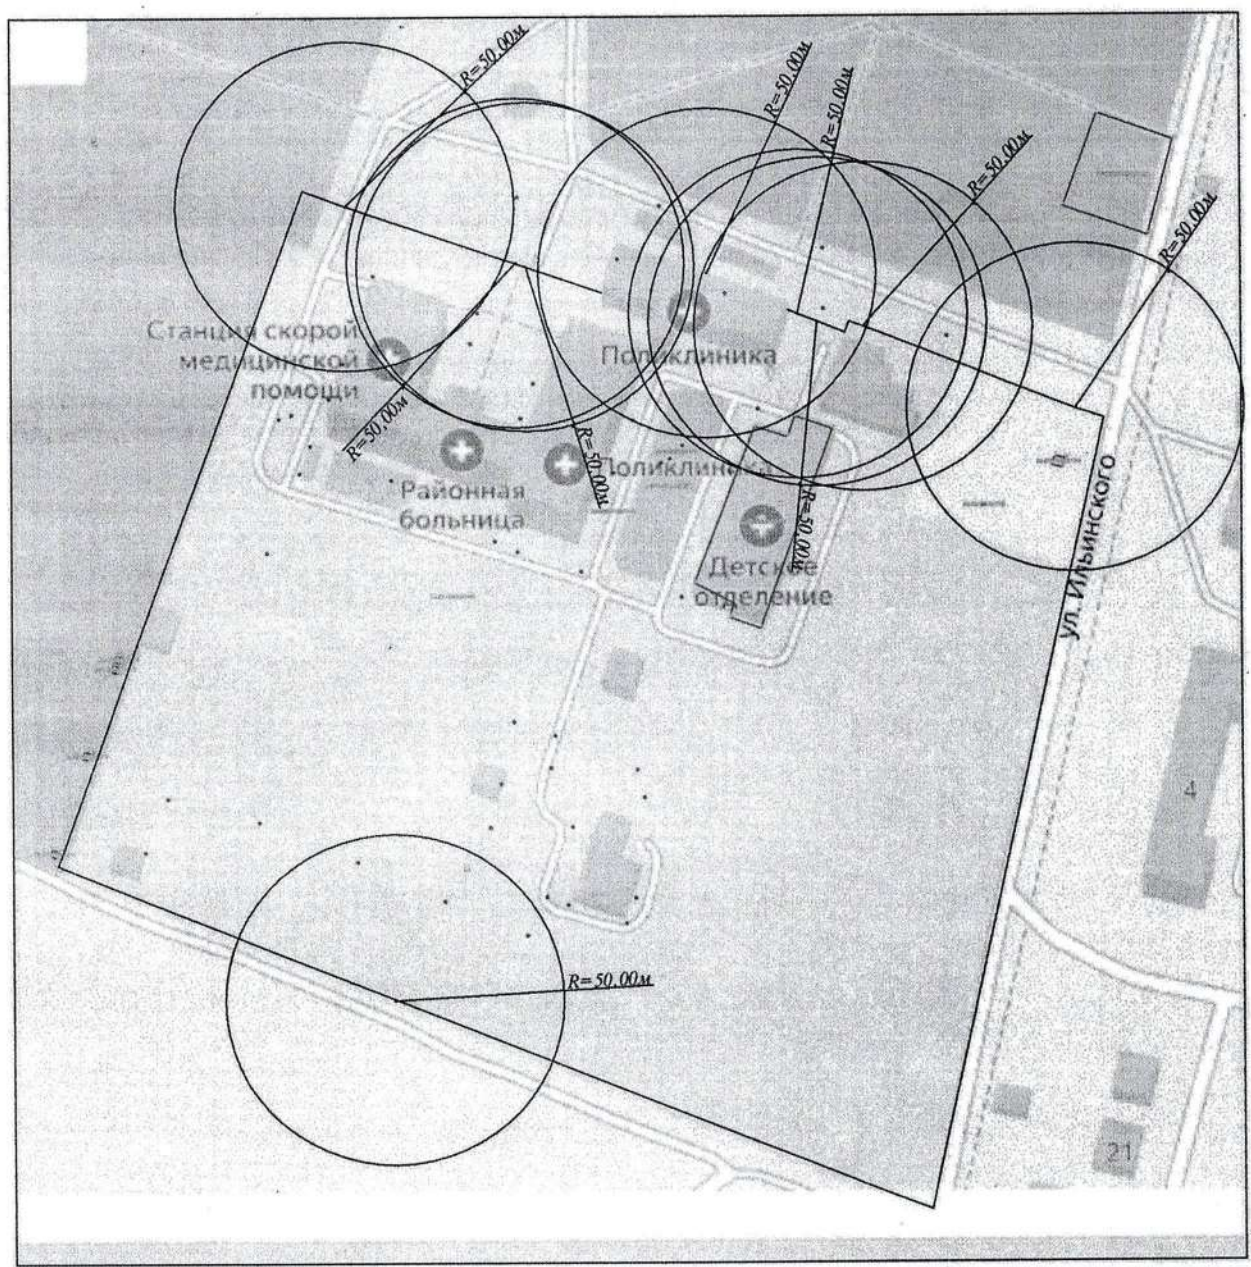 R=50,00м
R=50,00м
R=50,00м
R=50,00м
R=50,00м
Станция скорой
медицинской
помощи
Поликлиника
R=50,00м
R=50,00м
Поликлиника
Районная
больница
R=50,00м
Детское
отделение
ул. Ильинского
4
R=50,00м
21